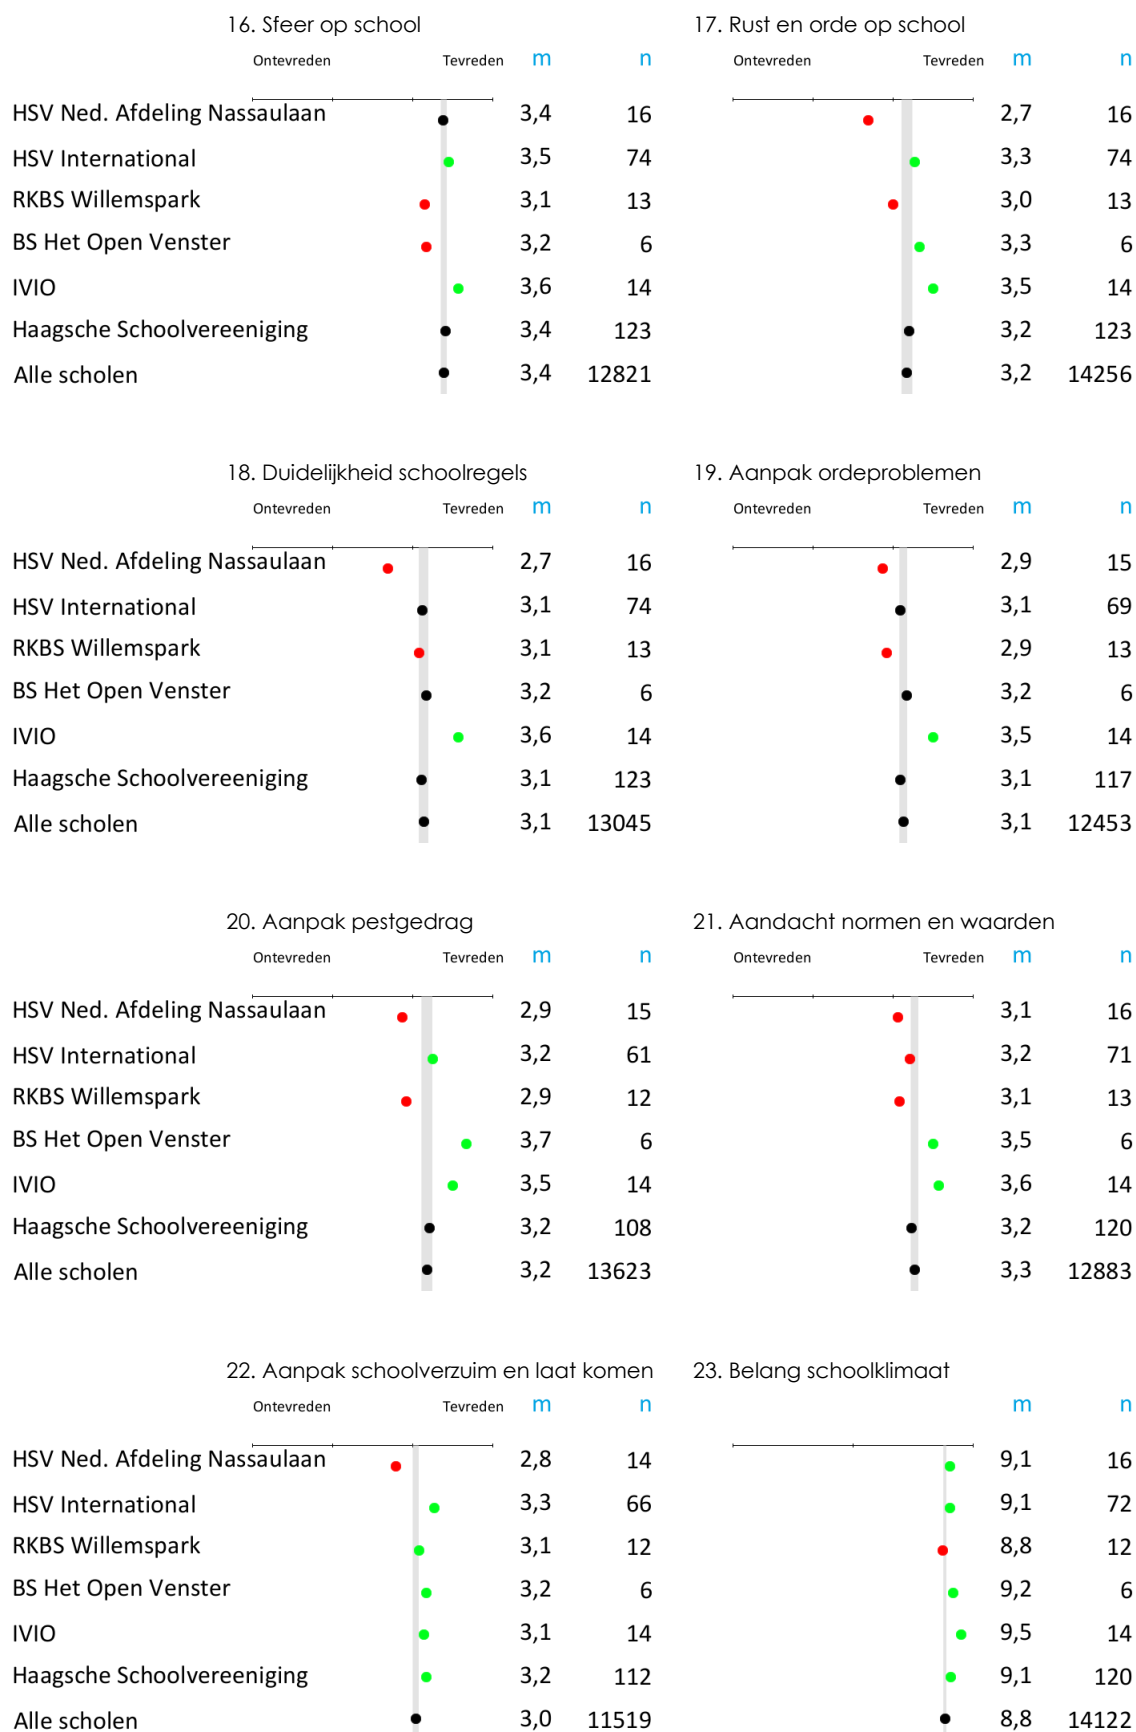 16. Sfeer op school
Ontevreden Tevreden m n
HSV Ned. Afdeling Nassaulaan 3,4 16
HSV International 3,5 74
RKBS Willemspark 3,1 13
BS Het Open Venster 3,2 6
IVIO 3,6 14
Haagsche Schoolvereeniging 3,4 123
Alle scholen 3,4 12821
17. Rust en orde op school
Ontevreden Tevreden m n
2,7 16
3,3 74
3,0 13
3,3 6
3,5 14
3,2 123
3,2 14256
18. Duidelijkheid schoolregels
Ontevreden Tevreden m n
HSV Ned. Afdeling Nassaulaan 2,7 16
HSV International 3,1 74
RKBS Willemspark 3,1 13
BS Het Open Venster 3,2 6
IVIO 3,6 14
Haagsche Schoolvereeniging 3,1 123
Alle scholen 3,1 13045
19. Aanpak ordeproblemen
Ontevreden Tevreden m n
2,9 15
3,1 69
2,9 13
3,2 6
3,5 14
3,1 117
3,1 12453
20. Aanpak pestgedrag
Ontevreden Tevreden m n
HSV Ned. Afdeling Nassaulaan 2,9 15
HSV International 3,2 61
RKBS Willemspark 2,9 12
BS Het Open Venster 3,7 6
IVIO 3,5 14
Haagsche Schoolvereeniging 3,2 108
Alle scholen 3,2 13623
21. Aandacht normen en waarden
Ontevreden Tevreden m n
3,1 16
3,2 71
3,1 13
3,5 6
3,6 14
3,2 120
3,3 12883
22. Aanpak schoolverzuim en laat komen
Ontevreden Tevreden m n
HSV Ned. Afdeling Nassaulaan 2,8 14
HSV International 3,3 66
RKBS Willemspark 3,1 12
BS Het Open Venster 3,2 6
IVIO 3,1 14
Haagsche Schoolvereeniging 3,2 112
Alle scholen 3,0 11519
23. Belang schoolklimaat
m n
9,1 16
9,1 72
8,8 12
9,2 6
9,5 14
9,1 120
8,8 14122